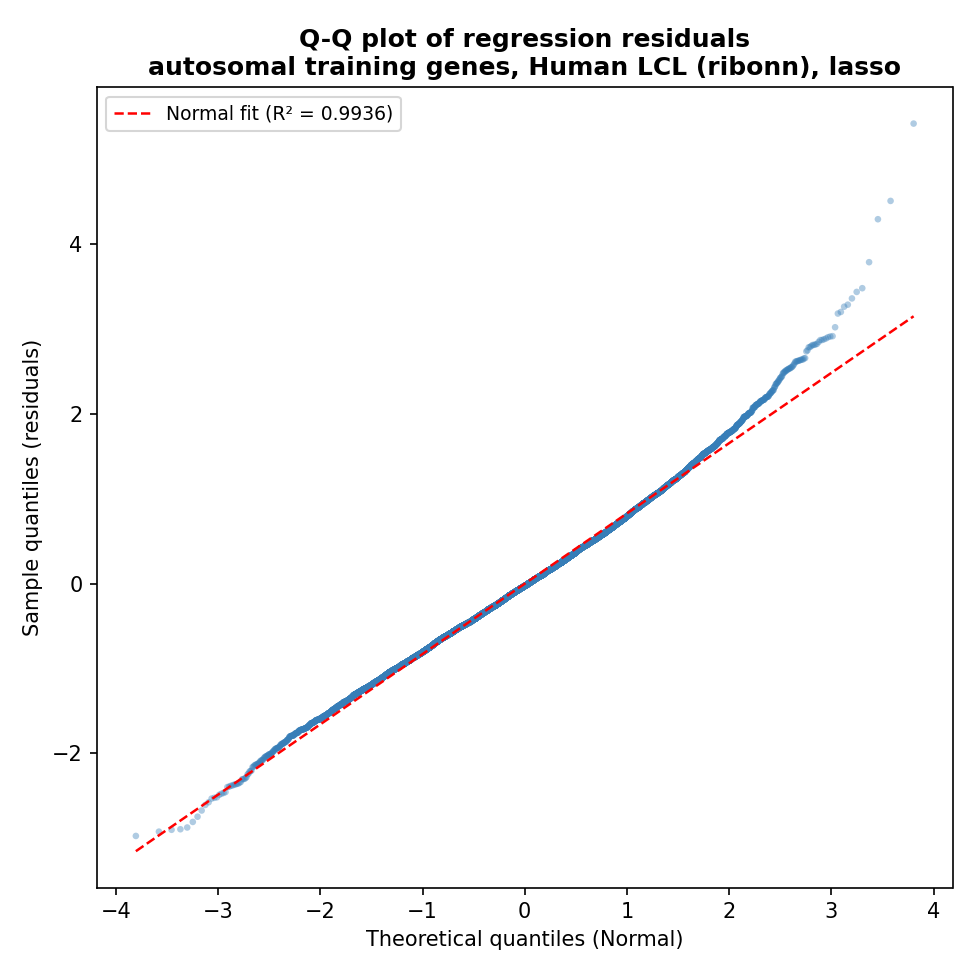 Q-Q plot of regression residuals
autosomal training genes, Human LCL (ribonn), lasso
Normal fit (R² = 0.9936)
Sample quantiles (residuals)
4
2
0
−2
−4
−3
−2
−1
0
1
2
3
4
Theoretical quantiles (Normal)